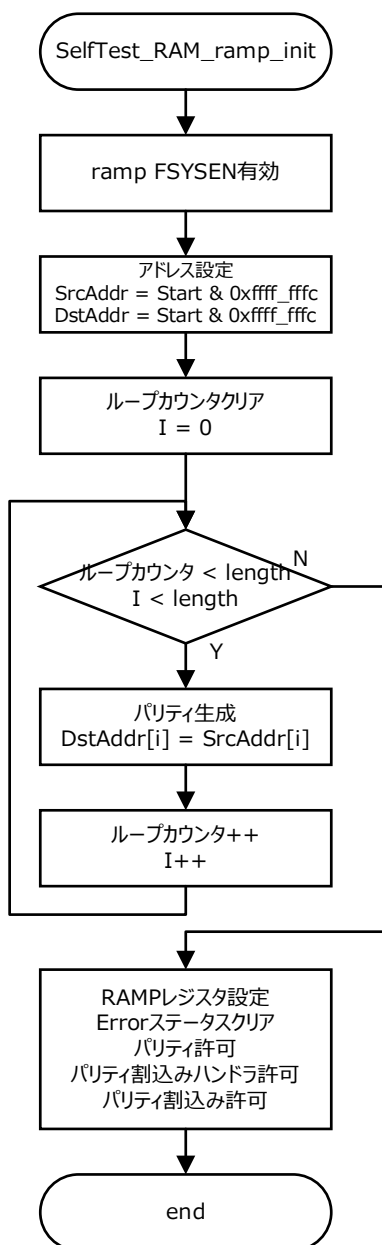 SelfTest_RAM_ramp_init
ramp FSYSEN有効
アドレス設定
SrcAddr = Start & 0xffff_fffc
DstAddr = Start & 0xffff_fffc
ループカウンタクリア
I = 0
ループカウンタ < length
I < length
N
Y
パリティ生成
DstAddr[i] = SrcAddr[i]
ループカウンタ++
I++
RAMPレジスタ設定
Errorステータスクリア
パリティ許可
パリティ割込みハンドラ許可
パリティ割込み許可
end